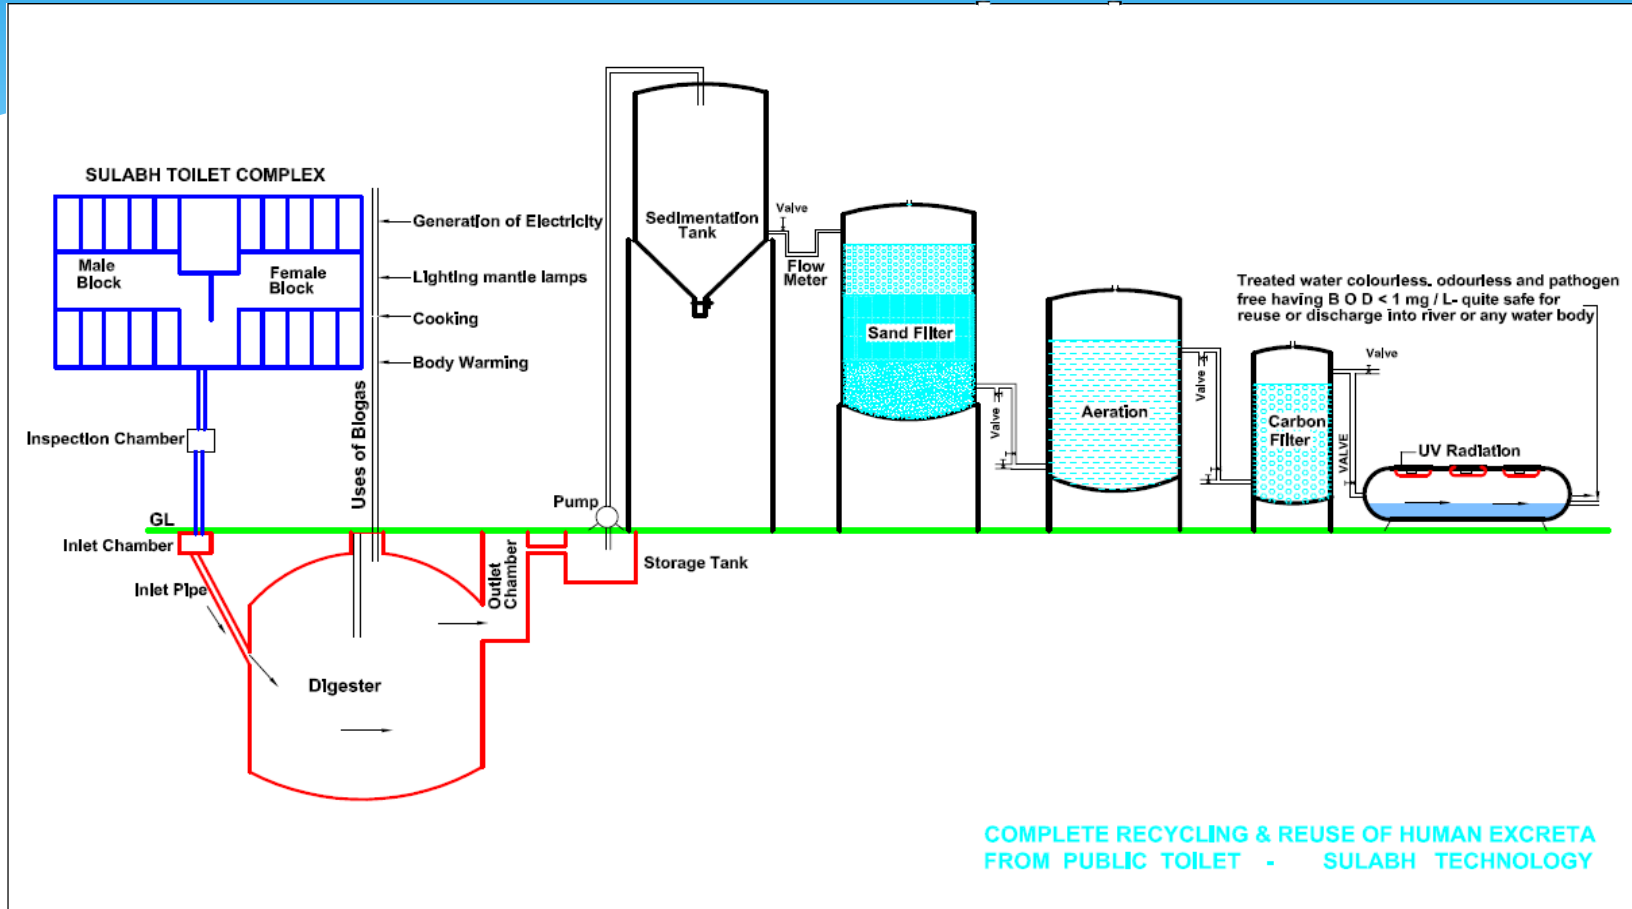 SULABH TOILET COMPLEX
Male
Block
Female
Block
Generation of Electricity
Lighting mantle lamps
Cooking
Body Warming
Uses of Biogas
Inspection Chamber
GL
Inlet Chamber
Inlet Pipe
Digester
Outlet
Chamber
Pump
Storage Tank
Sedimentation
Tank
Valve
Flow
Meter
Sand Filter
Valve
Aeration
Valve
Carbon
Filter
Valve
VALVE
UV Radiation
Treated water colourless, odourless and pathogen
free having B O D < 1 mg / L- quite safe for
reuse or discharge into river or any water body
COMPLETE RECYCLING & REUSE OF HUMAN EXCRETA
FROM PUBLIC TOILET - SULABH TECHNOLOGY